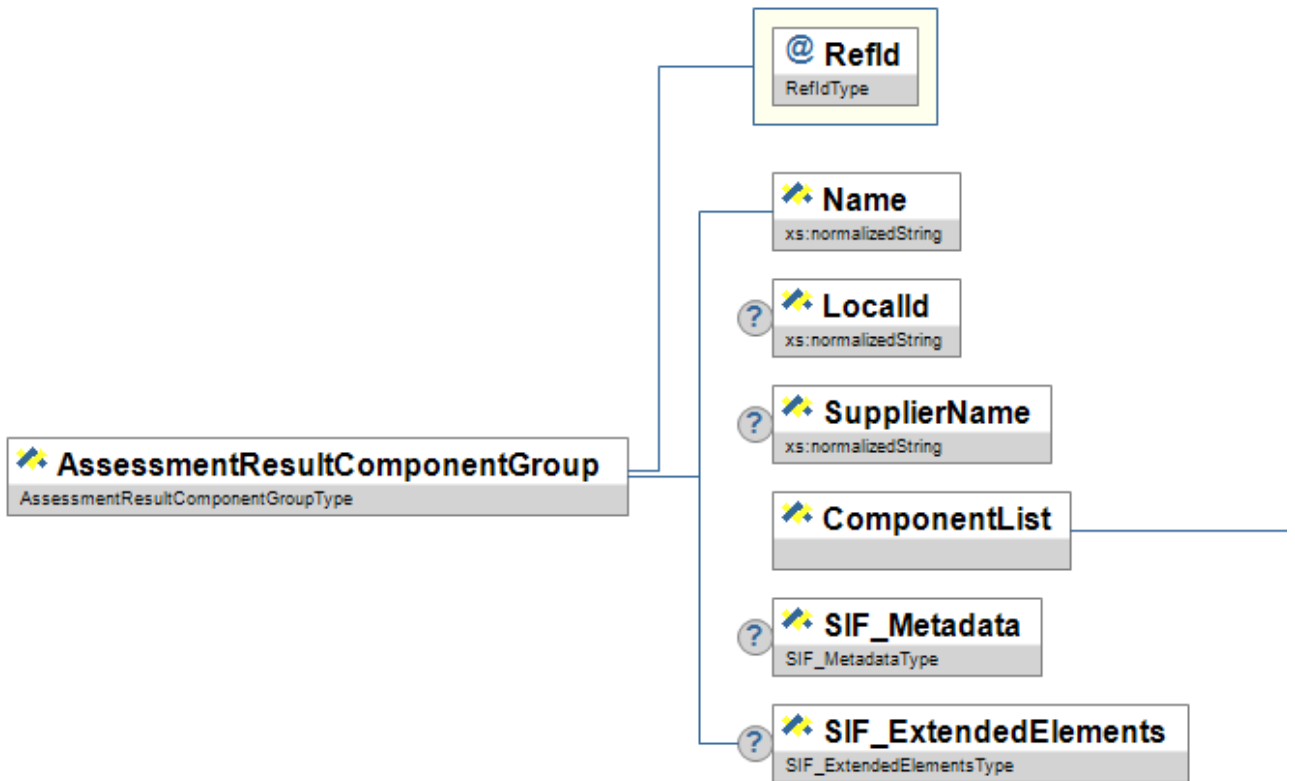 @ RefId
RefIdType
Name
xs:normalizedString
? LocalId
xs:normalizedString
? SupplierName
xs:normalizedString
AssessmentResultComponentGroup
AssessmentResultComponentGroupType
ComponentList
? SIF_Metadata
SIF_MetadataType
? SIF_ExtendedElements
SIF_ExtendedElementsType